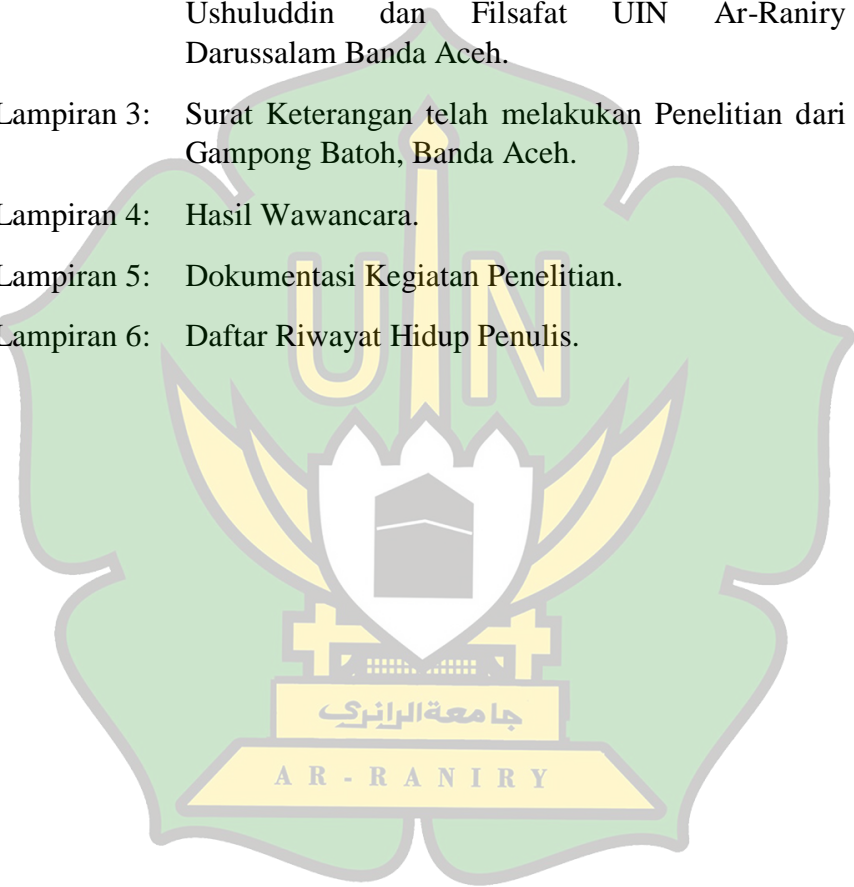 Ushuluddin dan Filsafat UIN Ar-Raniry
Darussalam Banda Aceh.
Lampiran 3: Surat Keterangan telah melakukan Penelitian dari
Gampong Batoh, Banda Aceh.
Lampiran 4: Hasil Wawancara.
Lampiran 5: Dokumentasi Kegiatan Penelitian.
Lampiran 6: Daftar Riwayat Hidup Penulis.
UIN
جامعة الرانري
AR-RANIRY